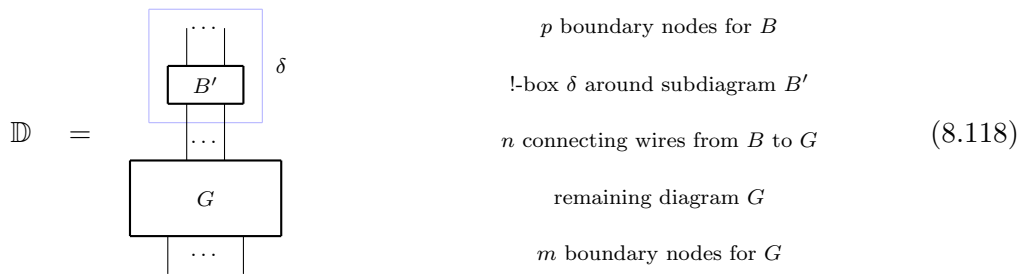 … p boundary nodes for B
δ
B′ !-box δ around subdiagram B′
𝔻 = … n connecting wires from B to G (8.118)
G remaining diagram G
… m boundary nodes for G